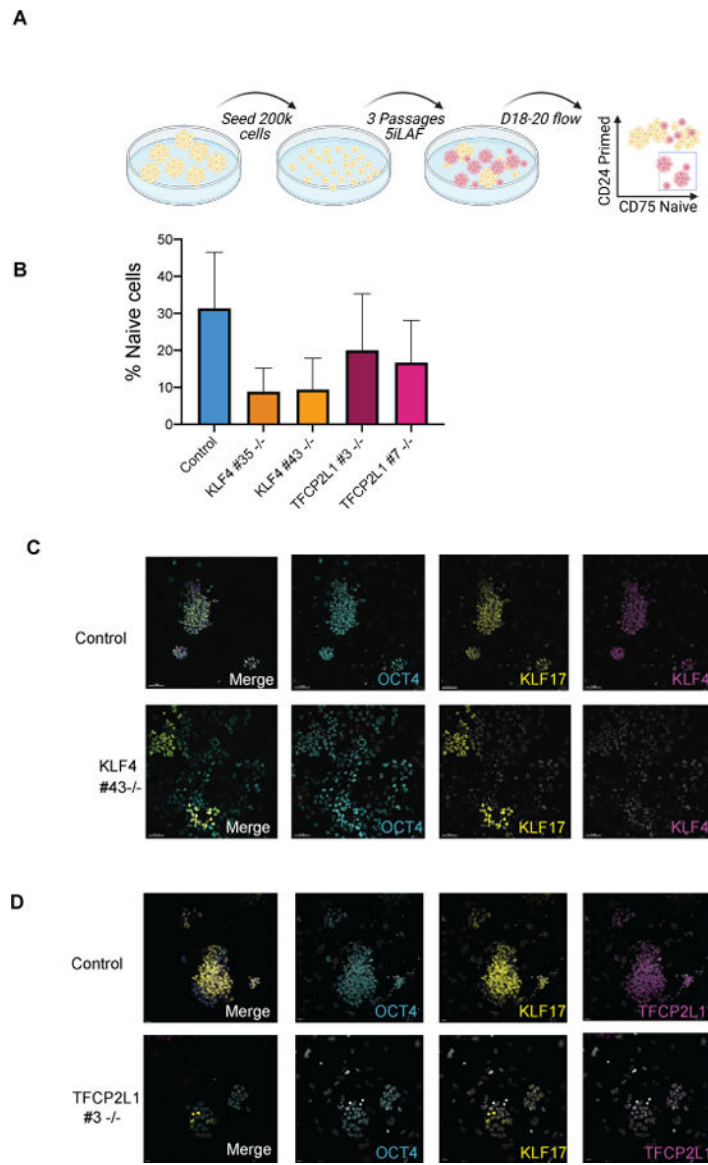 A
Seed 200k
cells
3 Passages
5iLAF
D18-20 flow
CD24 Primed
CD75 Naive
B
% Naive cells
50
40
30
20
10
0
Control
KLF4 #35 -/-
KLF4 #43 -/-
TFCP2L1 #3 -/-
TFCP2L1 #7 -/-
C
Control
Merge
OCT4
KLF17
KLF4
KLF4
#43-/-
Merge
OCT4
KLF17
KLF4
D
Control
Merge
OCT4
KLF17
TFCP2L1
TFCP2L1
#3 -/-
Merge
OCT4
KLF17
TFCP2L1